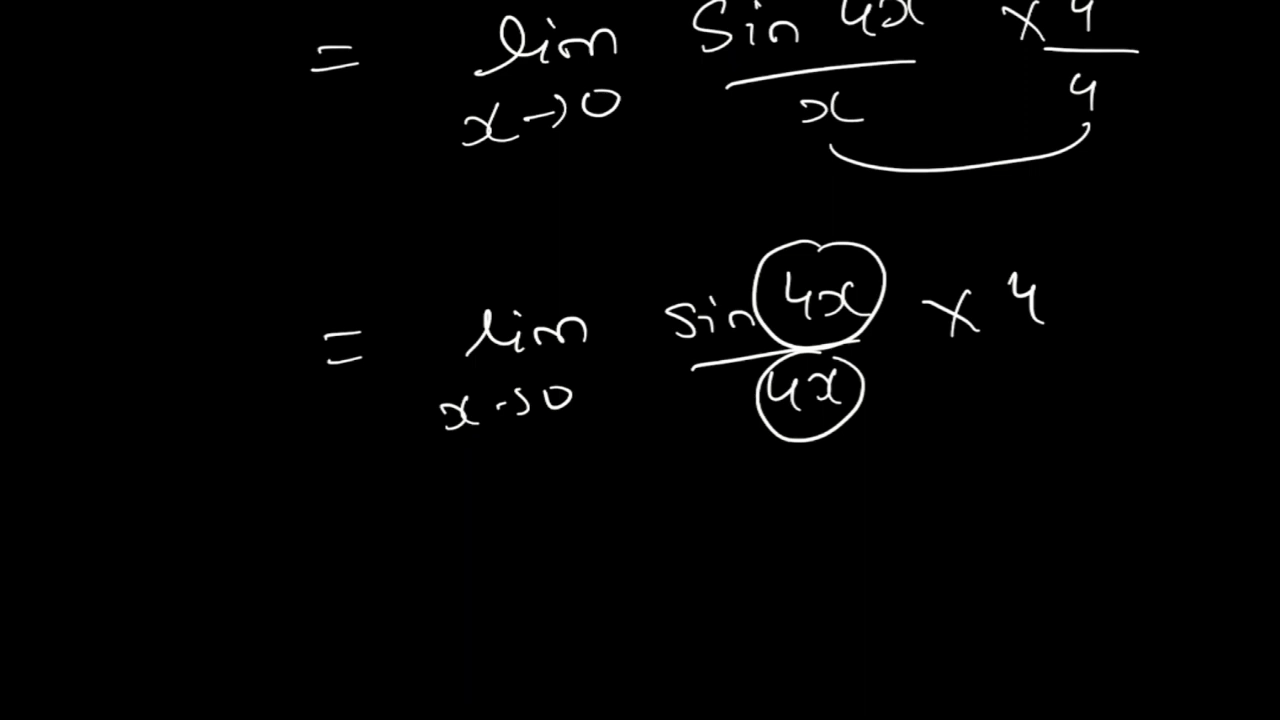 = lim sin 4x × 4
x→0 x 4
= lim sin 4x × 4
x→0 4x